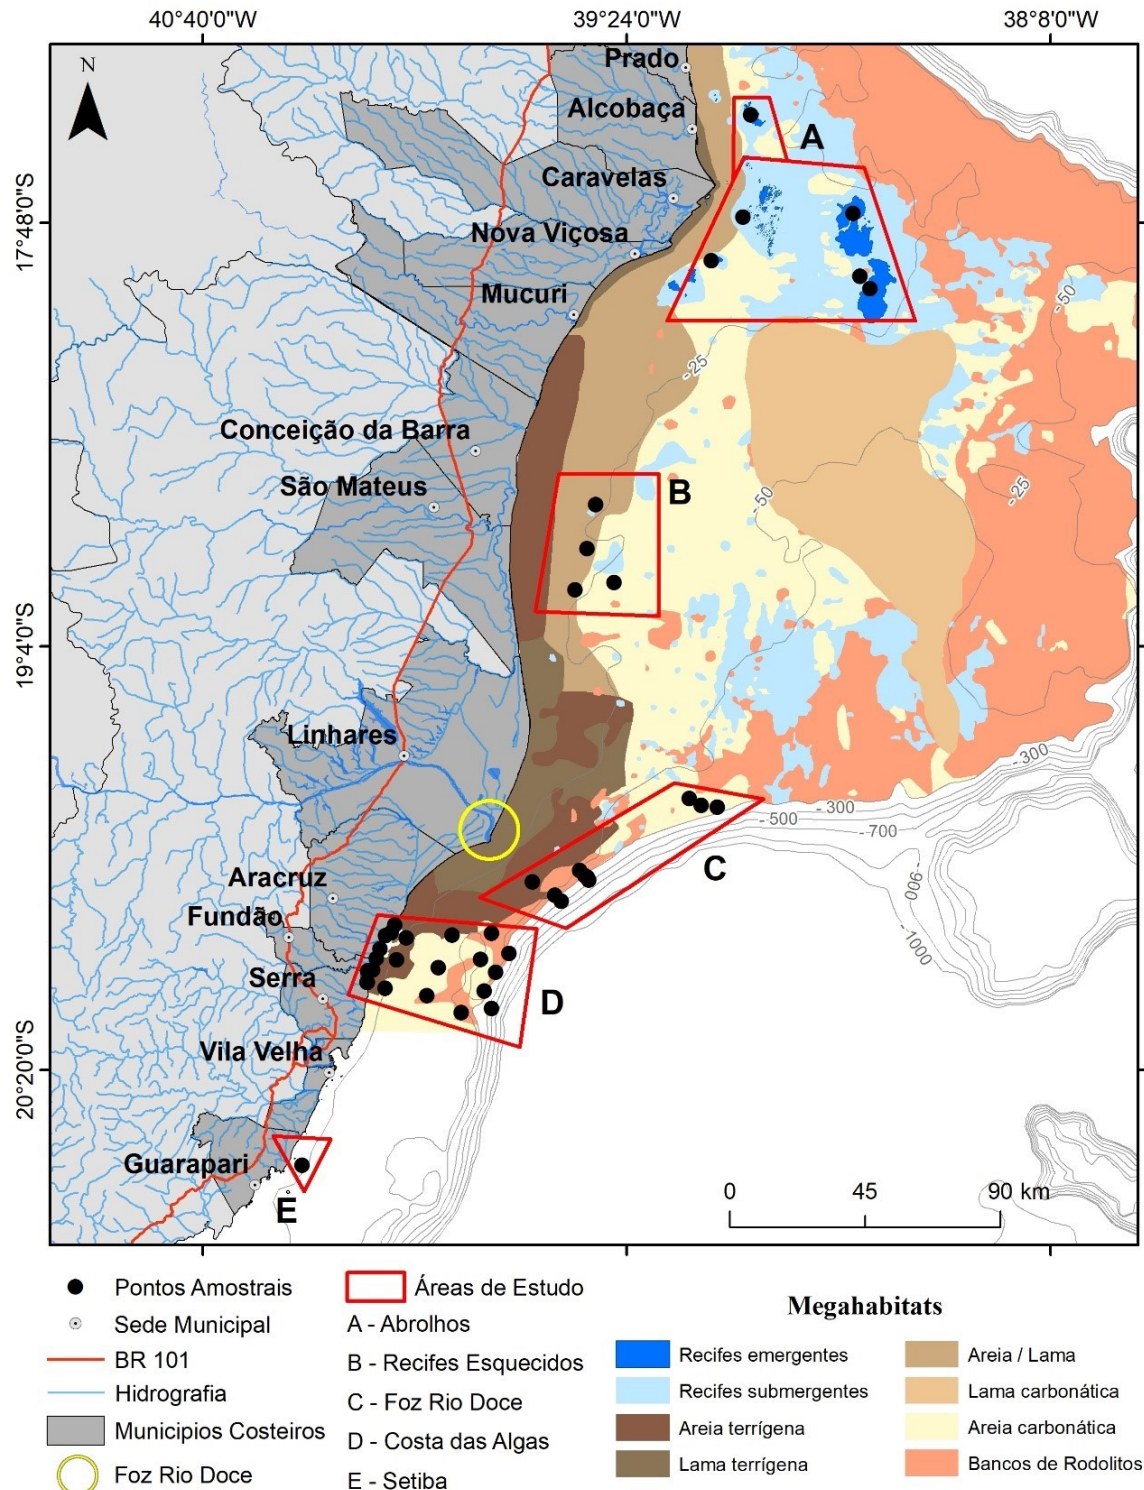 40°40'0"W 39°24'0"W 38°8'0"W
N
Prado
Alcobaça
A
Caravelas
17°48'0"S
Nova Viçosa
Mucuri
-50
-25
Conceição da Barra
São Mateus
B
-50
-25
19°4'0"S
Linhares
-300
-300
-500
-700
C
Aracruz
-900
Fundão
-1000
Serra
D
Vila Velha
20°20'0"S
Guarapari
E
0 45 90 km
Pontos Amostrais
Sede Municipal
BR 101
Hidrografia
Municipios Costeiros
Foz Rio Doce
Áreas de Estudo
A - Abrolhos
B - Recifes Esquecidos
C - Foz Rio Doce
D - Costa das Algas
E - Setiba
Megahabitats
Recifes emergentes
Recifes submergentes
Areia terrígena
Lama terrígena
Areia / Lama
Lama carbonática
Areia carbonática
Bancos de Rodolitos